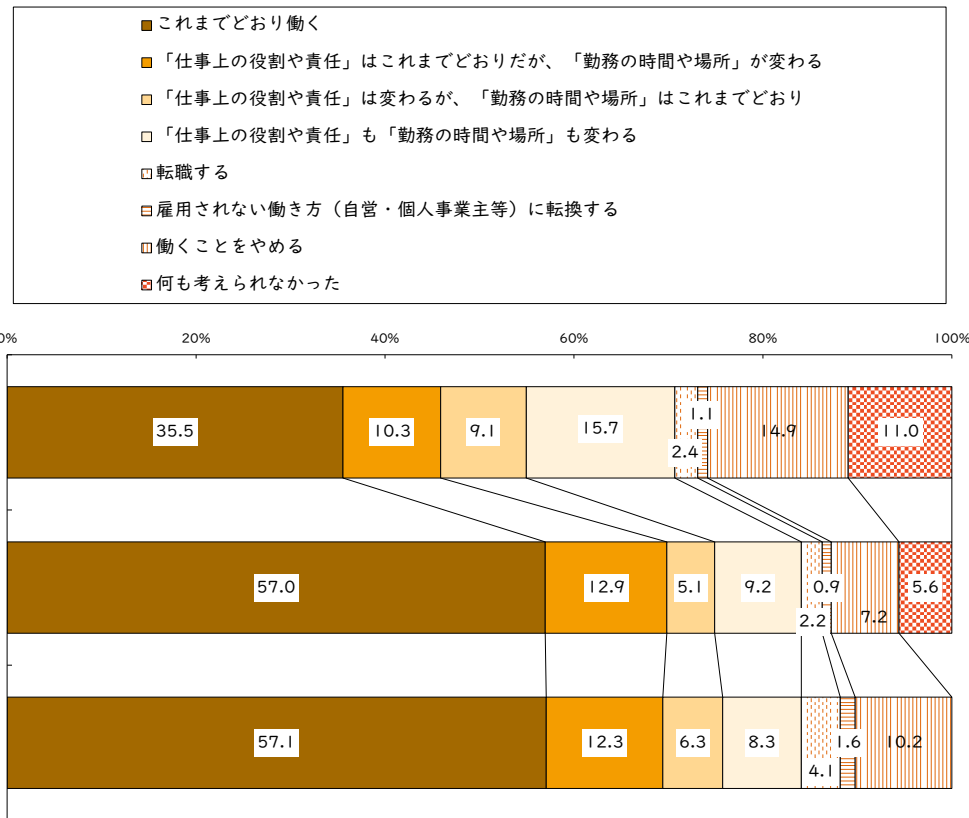 これまでどおり働く
「仕事上の役割や責任」はこれまでどおりだが、「勤務の時間や場所」が変わる
「仕事上の役割や責任」は変わるが、「勤務の時間や場所」はこれまでどおり
「仕事上の役割や責任」も「勤務の時間や場所」も変わる
転職する
雇用されない働き方（自営・個人事業主等）に転換する
働くことをやめる
何も考えられなかった
0% 20% 40% 60% 80% 100%
35.5 10.3 9.1 15.7 2.4 1.1 14.9 11.0
57.0 12.9 5.1 9.2 2.2 0.9 7.2 5.6
57.1 12.3 6.3 8.3 4.1 1.6 10.2